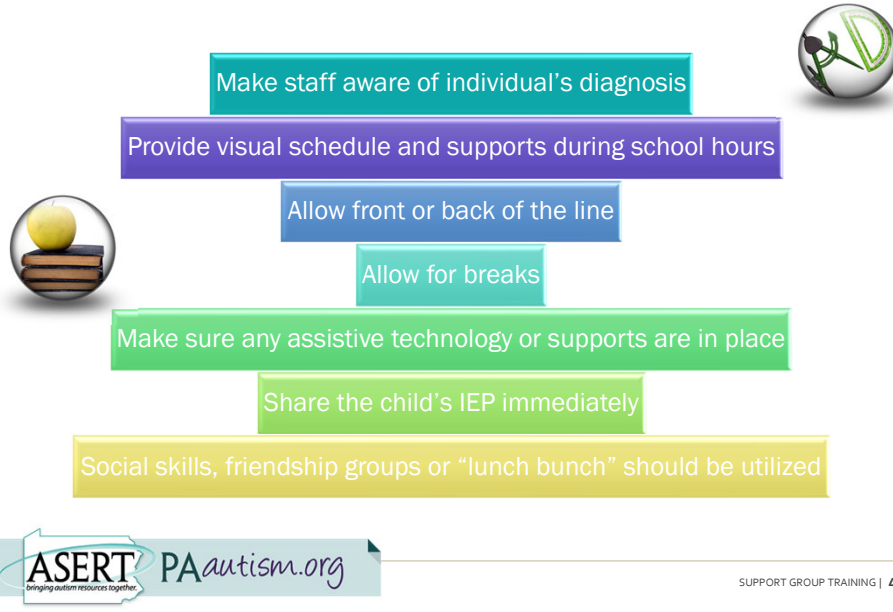 Make staff aware of individual's diagnosis
Provide visual schedule and supports during school hours
Allow front or back of the line
Allow for breaks
Make sure any assistive technology or supports are in place
Share the child's IEP immediately
Social skills, friendship groups or “lunch bunch” should be utilized
ASERT PAautism.org
bringing autism resources together.
SUPPORT GROUP TRAINING |